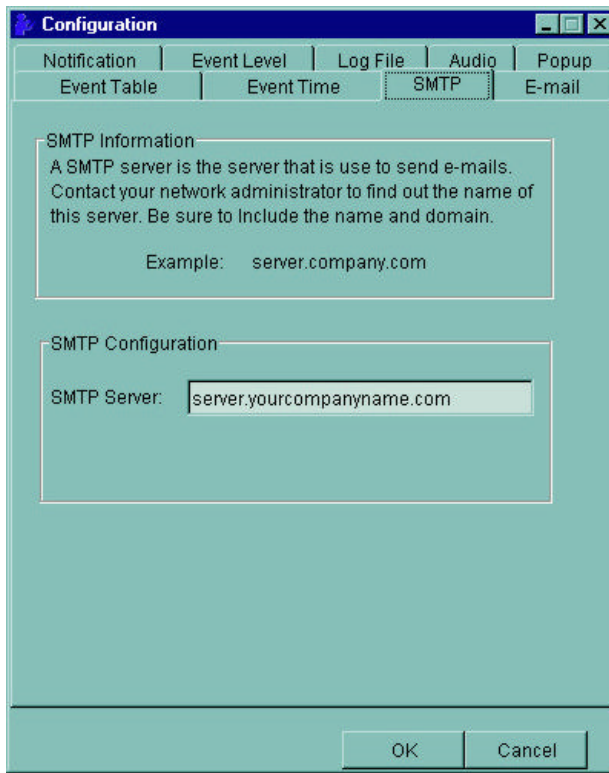 Configuration
Notification Event Level Log File Audio Popup
Event Table Event Time SMTP E-mail
SMTP Information
A SMTP server is the server that is use to send e-mails.
Contact your network administrator to find out the name of
this server. Be sure to Include the name and domain.
Example: server.company.com
SMTP Configuration
SMTP Server: server.yourcompanyname.com
OK Cancel